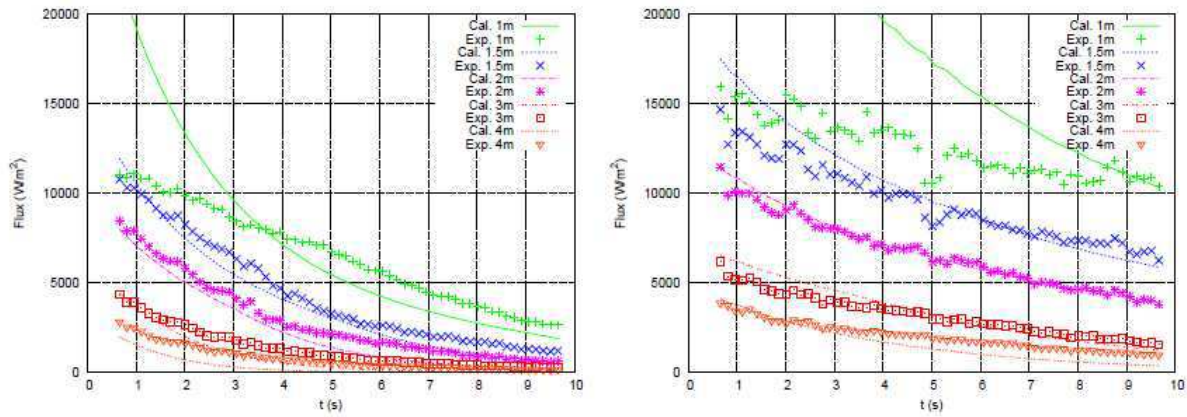 20000
15000
10000
5000
0
Flux (Wm²)
0 1 2 3 4 5 6 7 8 9 10
t (s)
Cal. 1m
Exp. 1m
Cal. 1.5m
Exp. 1.5m
Cal. 2m
Exp. 2m
Cal. 3m
Exp. 3m
Cal. 4m
Exp. 4m
20000
15000
10000
5000
0
Flux (Wm²)
0 1 2 3 4 5 6 7 8 9 10
t (s)
Cal. 1m
Exp. 1m
Cal. 1.5m
Exp. 1.5m
Cal. 2m
Exp. 2m
Cal. 3m
Exp. 3m
Cal. 4m
Exp. 4m